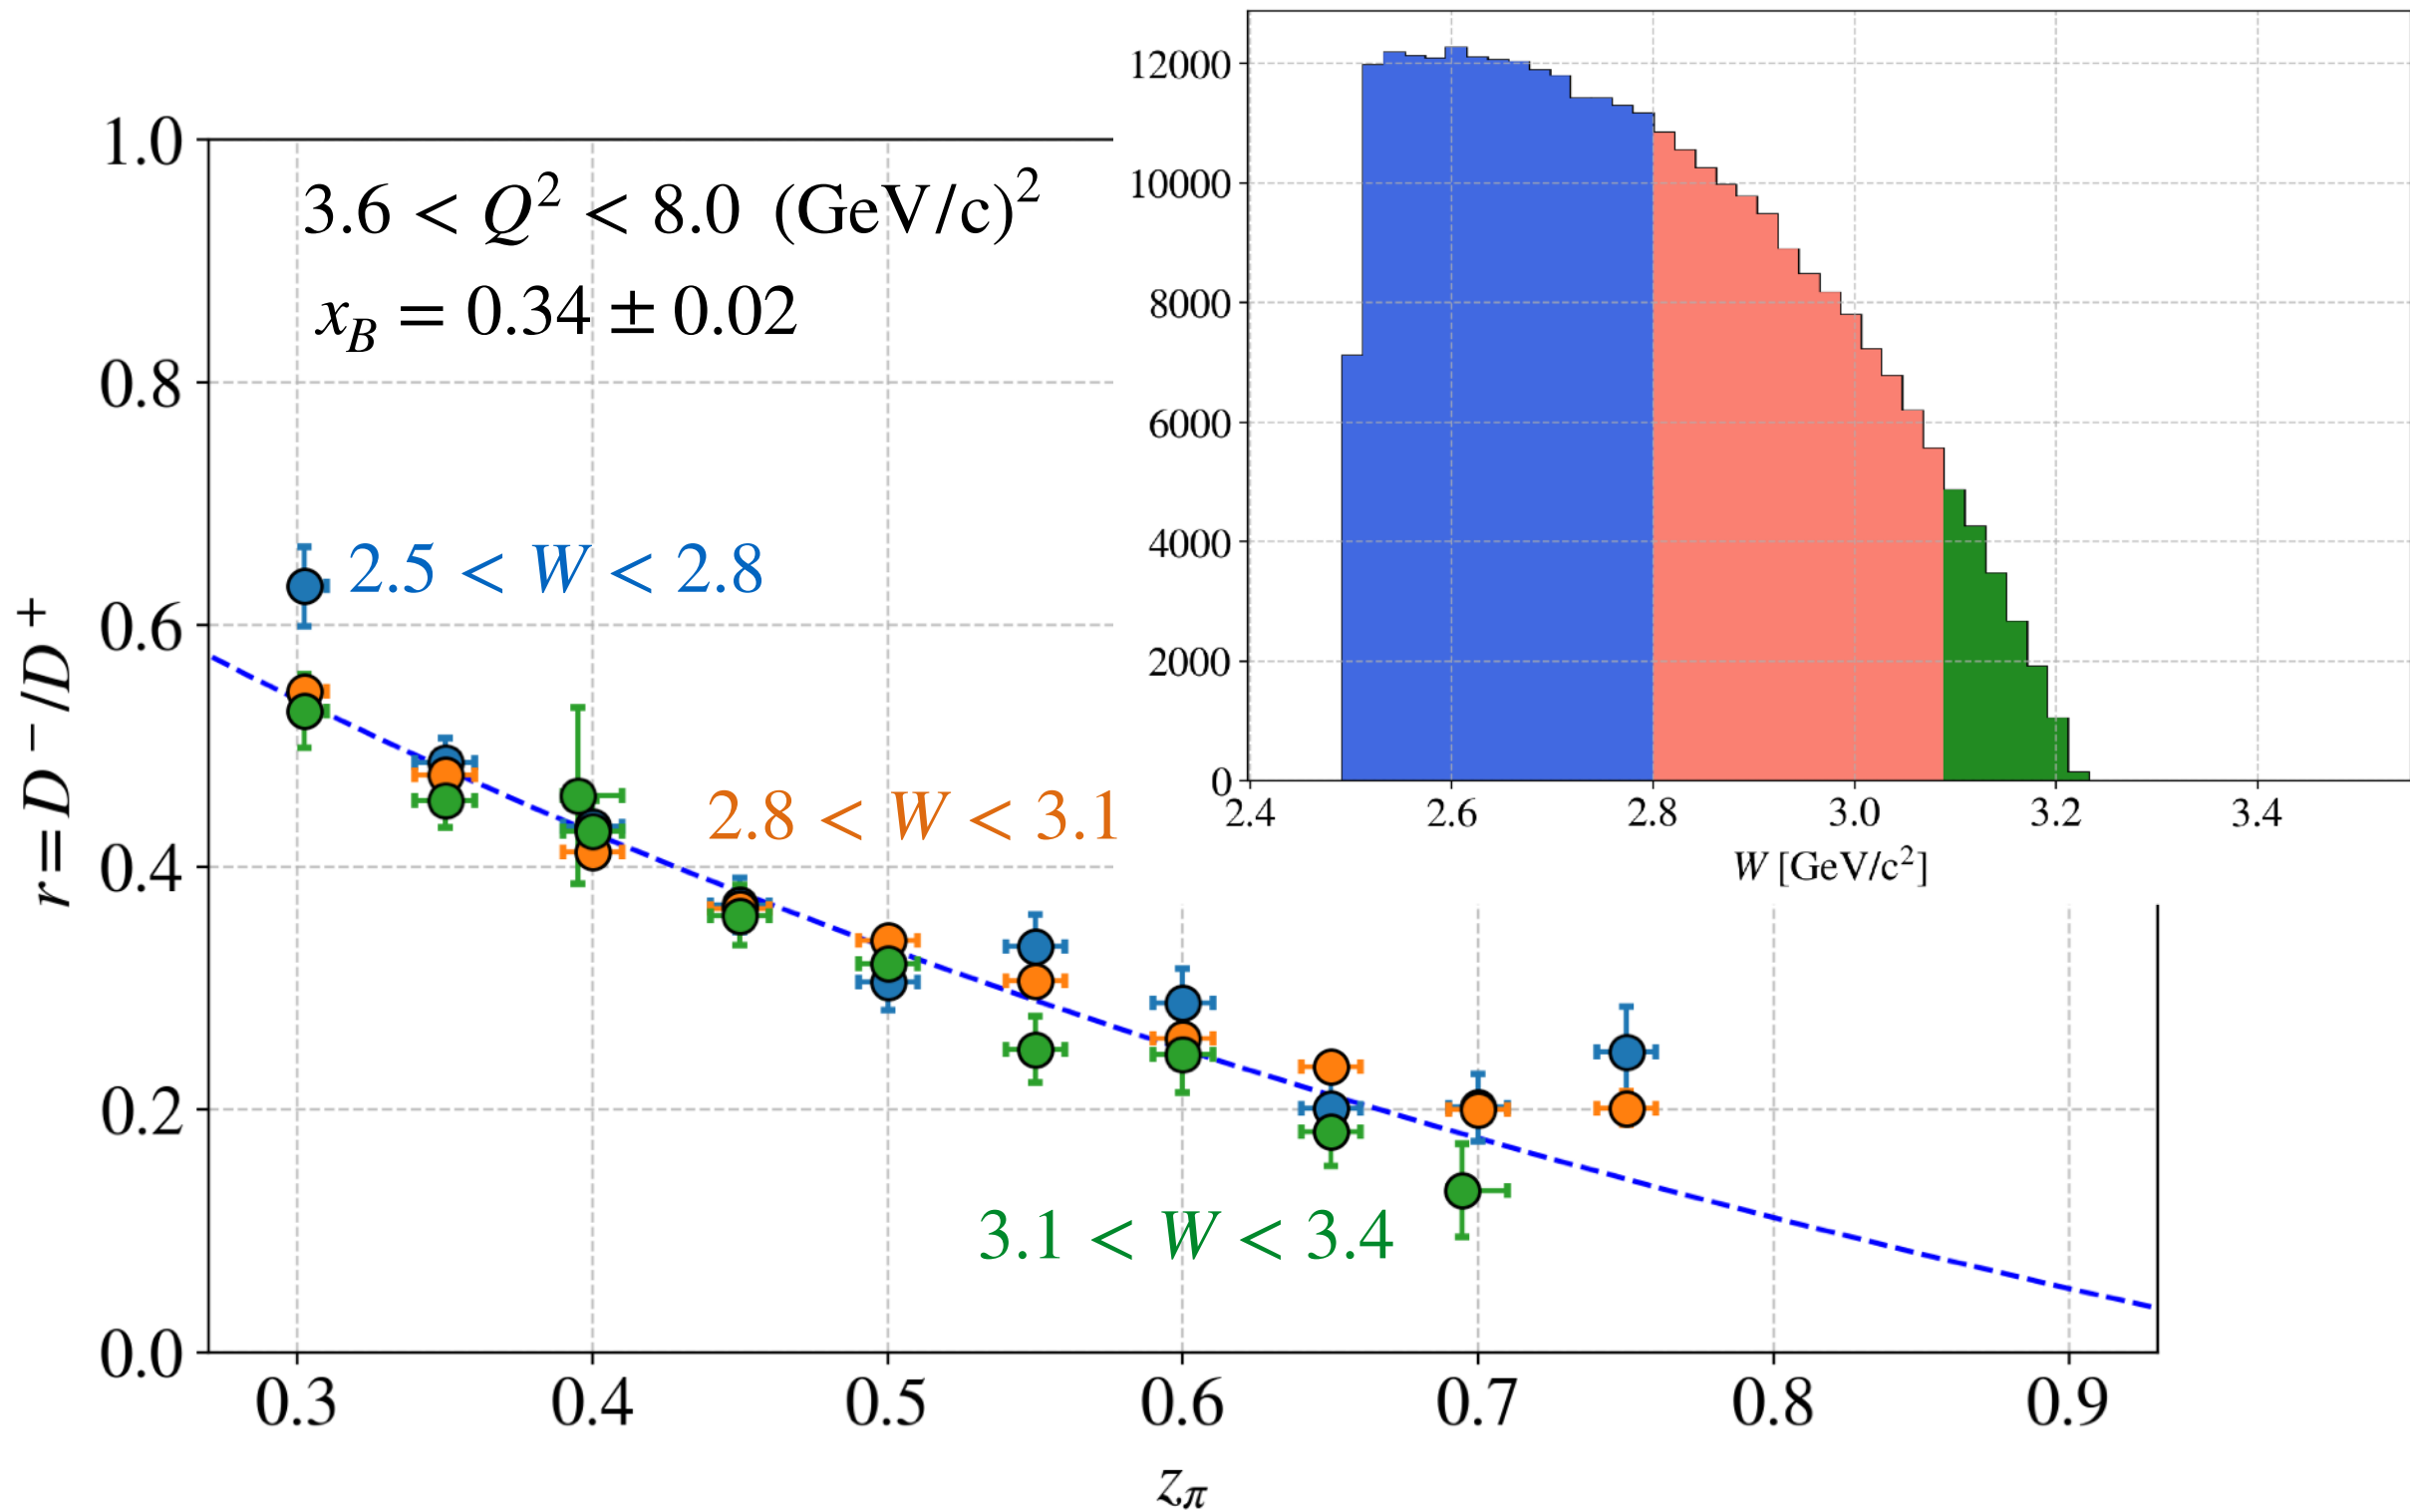 3.6 < Q² < 8.0 (GeV/c)²
x_B = 0.34 ± 0.02
2.5 < W < 2.8
2.8 < W < 3.1
3.1 < W < 3.4
r = D⁻/D⁺
1.0
0.8
0.6
0.4
0.2
0.0
0.3 0.4 0.5 0.6 0.7 0.8 0.9
z_π
12000
10000
8000
6000
4000
2000
0
2.4 2.6 2.8 3.0 3.2 3.4
W [GeV/c²]